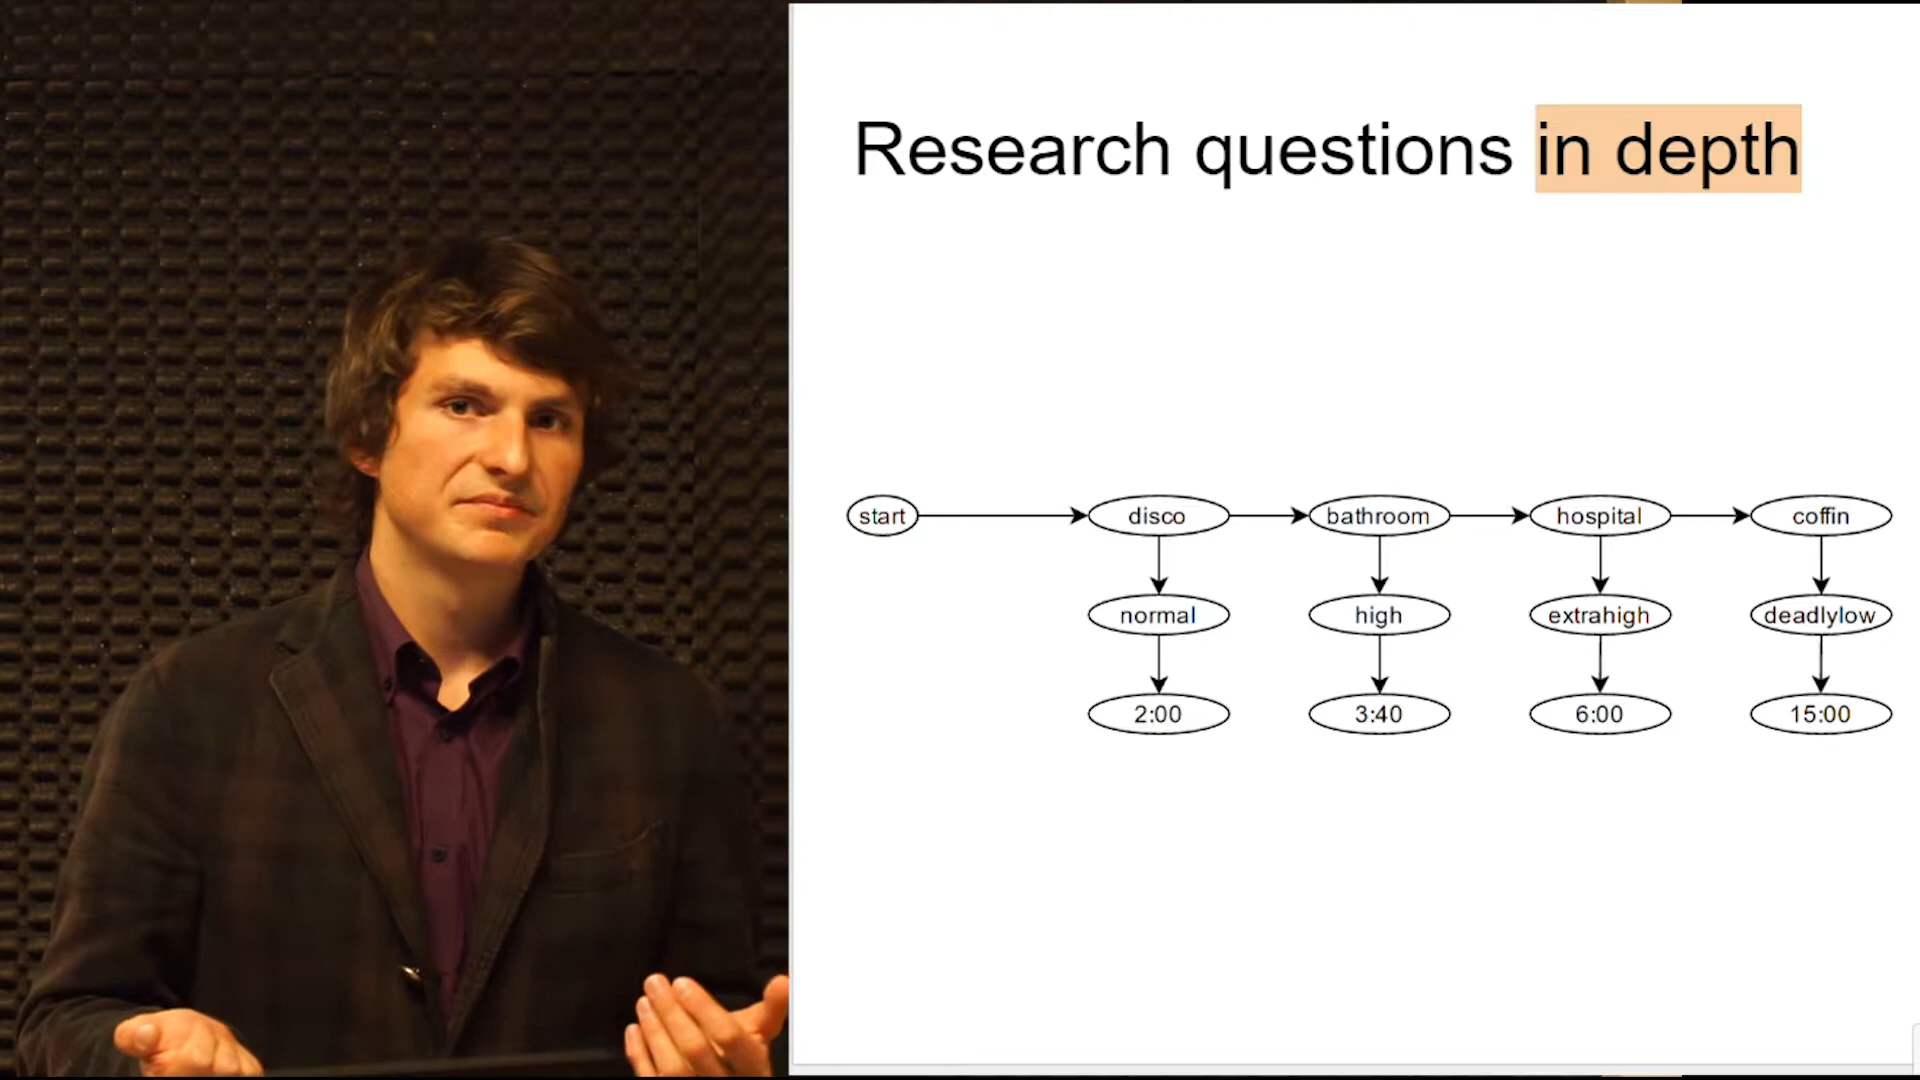 Research questions in depth
start disco bathroom hospital coffin
normal high extrahigh deadlylow
2:00 3:40 6:00 15:00